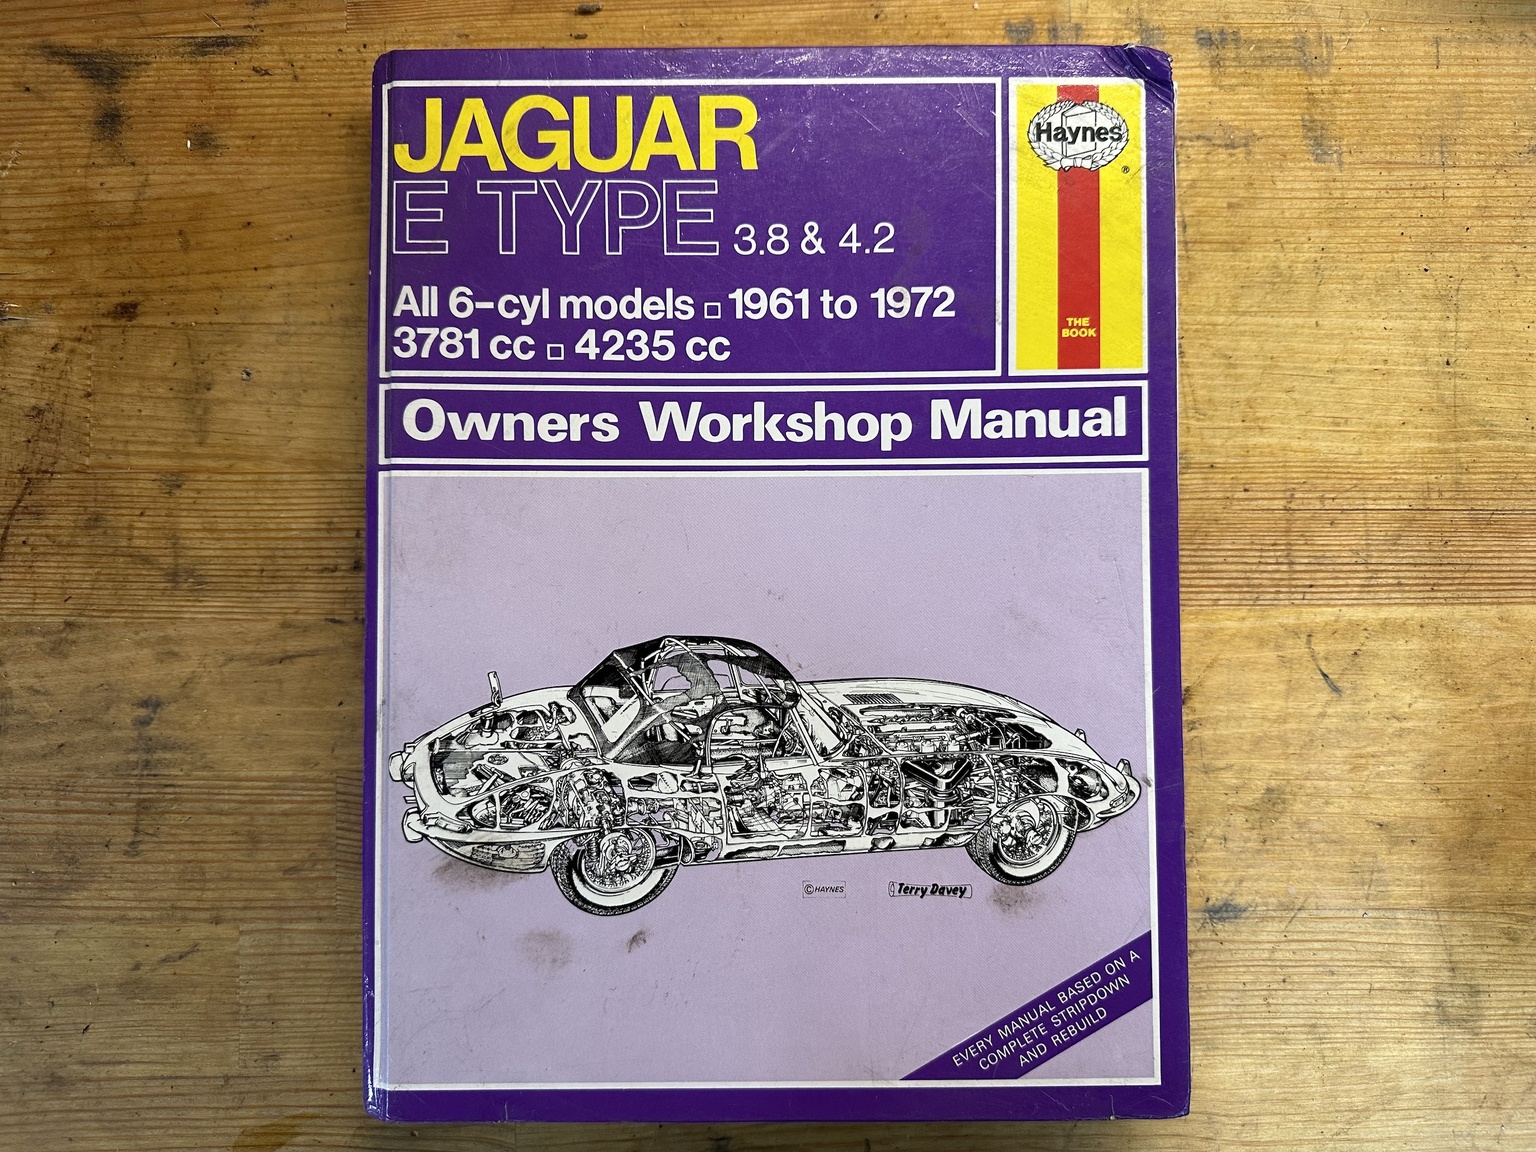 JAGUAR
E TYPE 3.8 & 4.2
All 6-cyl models □ 1961 to 1972
3781 cc □ 4235 cc
Haynes
®
THE
BOOK
Owners Workshop Manual
© HAYNES
Terry Davey
EVERY MANUAL BASED ON A
COMPLETE STRIPDOWN
AND REBUILD